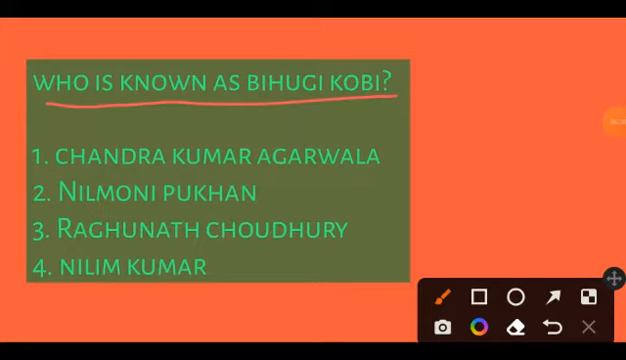 WHO IS KNOWN AS BIHUGI KOBI?
1. CHANDRA KUMAR AGARWALA
2. NILMONI PUKHAN
3. RAGHUNATH CHOUDHURY
4. NILIM KUMAR